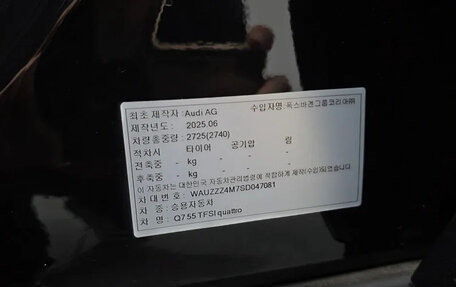 최초 제작자 : Audi AG 수입자명 : 폭스바겐그룹코리아㈜
제작년도 : 2025.06
차량총중량 : 2725(2740)
적차시 타이어 공기압 림
전축중 - kg - - -
후축중 - kg - - -
이 자동차는 대한민국 자동차관리법령에 적합하게 제작(수입)되었습니다
차대번호 : WAUZZZ4M7SD047081
차종 : 승용자동차
차명 : Q7 55 TFSI quattro